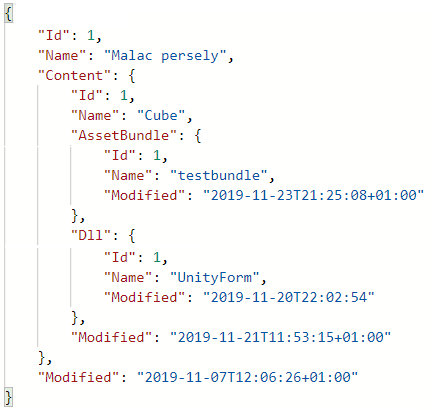 {
    "Id": 1,
    "Name": "Malac persely",
    "Content": {
        "Id": 1,
        "Name": "Cube",
        "AssetBundle": {
            "Id": 1,
            "Name": "testbundle",
            "Modified": "2019-11-23T21:25:08+01:00"
        },
        "Dll": {
            "Id": 1,
            "Name": "UnityForm",
            "Modified": "2019-11-20T22:02:54"
        },
        "Modified": "2019-11-21T11:53:15+01:00"
    },
    "Modified": "2019-11-07T12:06:26+01:00"
}